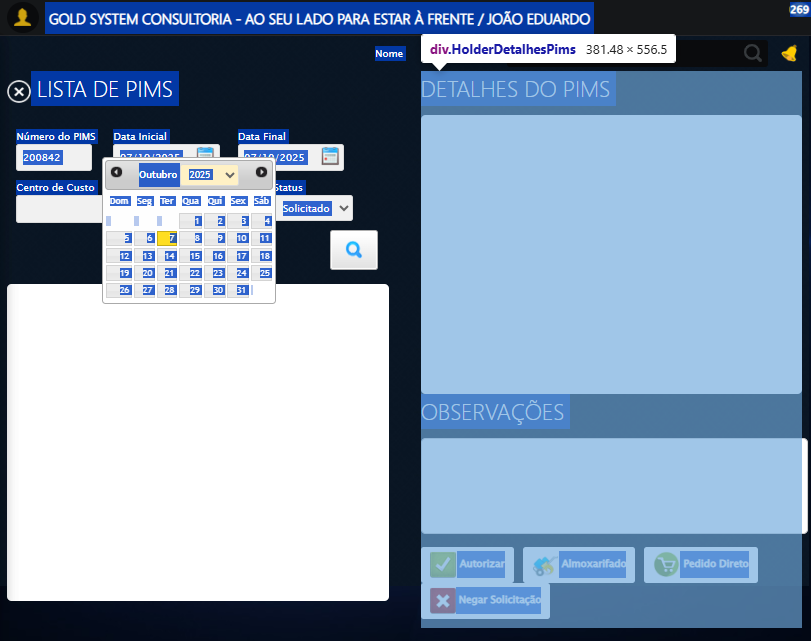 GOLD SYSTEM CONSULTORIA - AO SEU LADO PARA ESTAR À FRENTE / JOÃO EDUARDO
269
Nome
div.HolderDetalhesPims 381.48 × 556.5
LISTA DE PIMS
Número do PIMS Data Inicial Data Final
200842 07/10/2025 07/10/2025
Centro de Custo Status
Solicitado
Outubro 2025
Dom Seg Ter Qua Qui Sex Sáb
1 2 3 4
5 6 7 8 9 10 11
12 13 14 15 16 17 18
19 20 21 22 23 24 25
26 27 28 29 30 31
DETALHES DO PIMS
OBSERVAÇÕES
Autorizar Almoxarifado Pedido Direto
Negar Solicitação